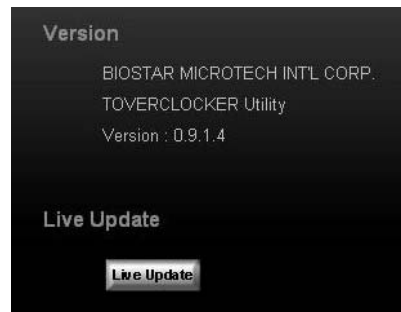 Version
BIOSTAR MICROTECH INT'L CORP.
TOVERCLOCKER Utility
Version : 0.9.1.4
Live Update
Live Update